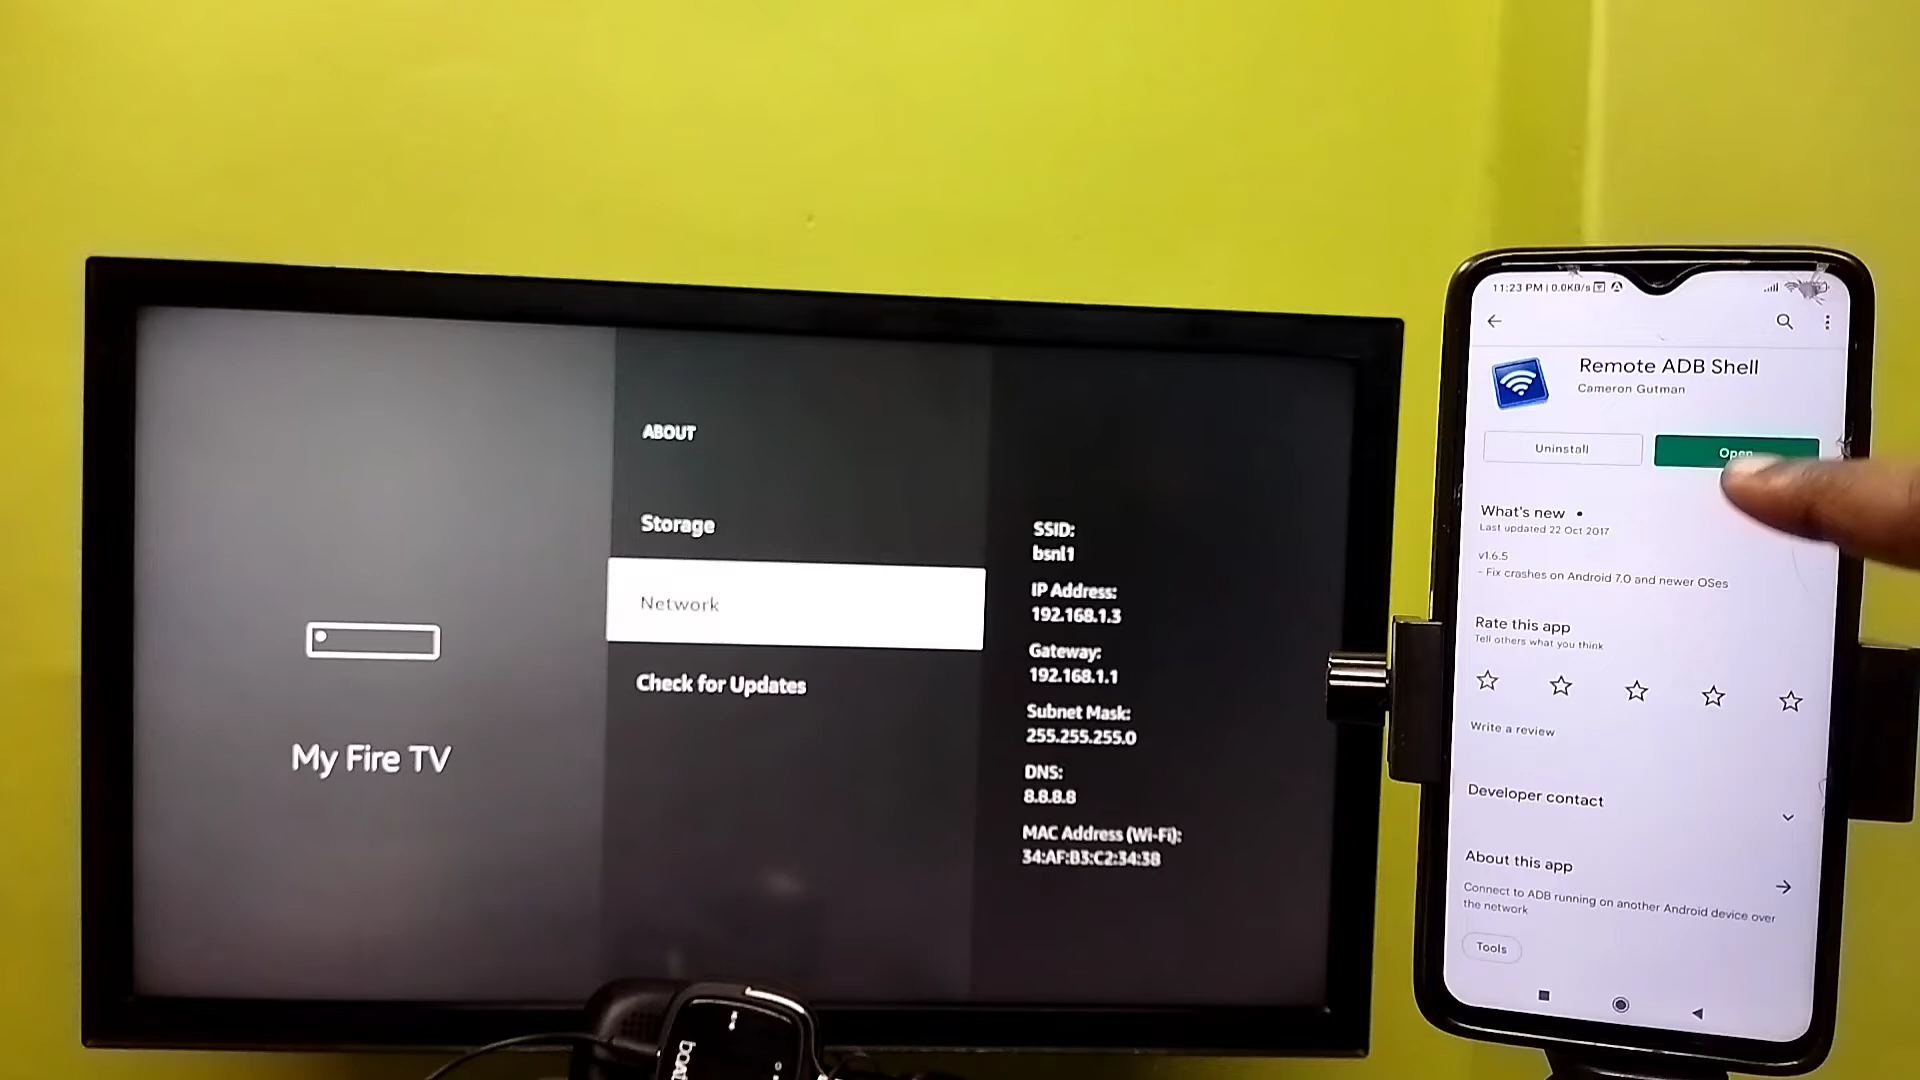 My Fire TV
ABOUT
Storage
Network
Check for Updates
SSID:
bsnl1
IP Address:
192.168.1.3
Gateway:
192.168.1.1
Subnet Mask:
255.255.255.0
DNS:
8.8.8.8
MAC Address (Wi-Fi):
34:AF:B3:C2:34:38
11:23 PM | 0.0KB/s
Remote ADB Shell
Cameron Gutman
Uninstall
Open
What's new •
Last updated 22 Oct 2017
v1.6.5
- Fix crashes on Android 7.0 and newer OSes
Rate this app
Tell others what you think
Write a review
Developer contact
About this app
Connect to ADB running on another Android device over
the network
Tools